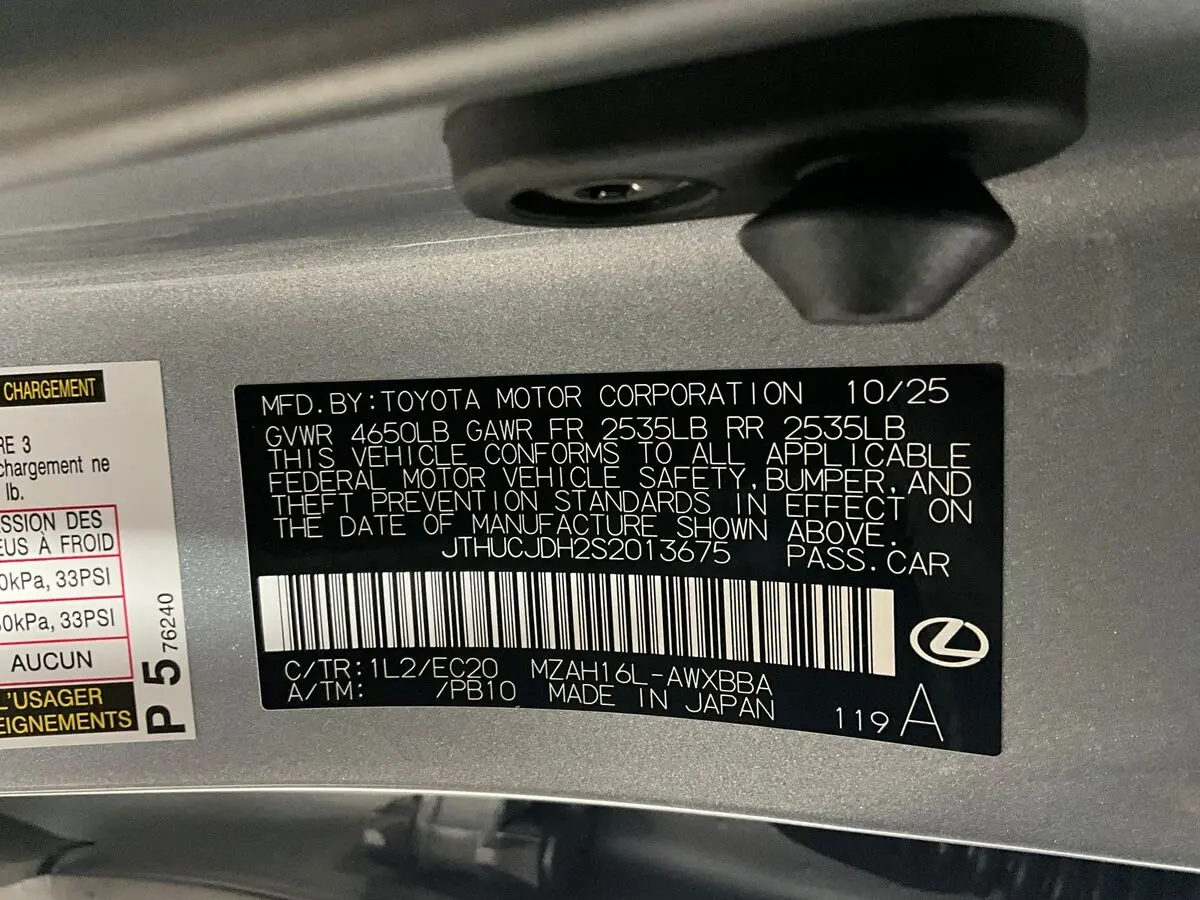 CHARGEMENT
RE 3
chargement ne
lb.
SSION DES
EUS À FROID
0kPa, 33PSI
0kPa, 33PSI
AUCUN
L'USAGER
EIGNEMENTS
P 5 76240
MFD.BY:TOYOTA MOTOR CORPORATION 10/25
GVWR 4650LB GAWR FR 2535LB RR 2535LB
THIS VEHICLE CONFORMS TO ALL APPLICABLE
FEDERAL MOTOR VEHICLE SAFETY,BUMPER,AND
THEFT PREVENTION STANDARDS IN EFFECT ON
THE DATE OF MANUFACTURE SHOWN ABOVE.
JTHUCJDH2S2013675 PASS.CAR
C/TR:1L2/EC20 MZAH16L-AWXBBA
A/TM: /PB10 MADE IN JAPAN
119 A